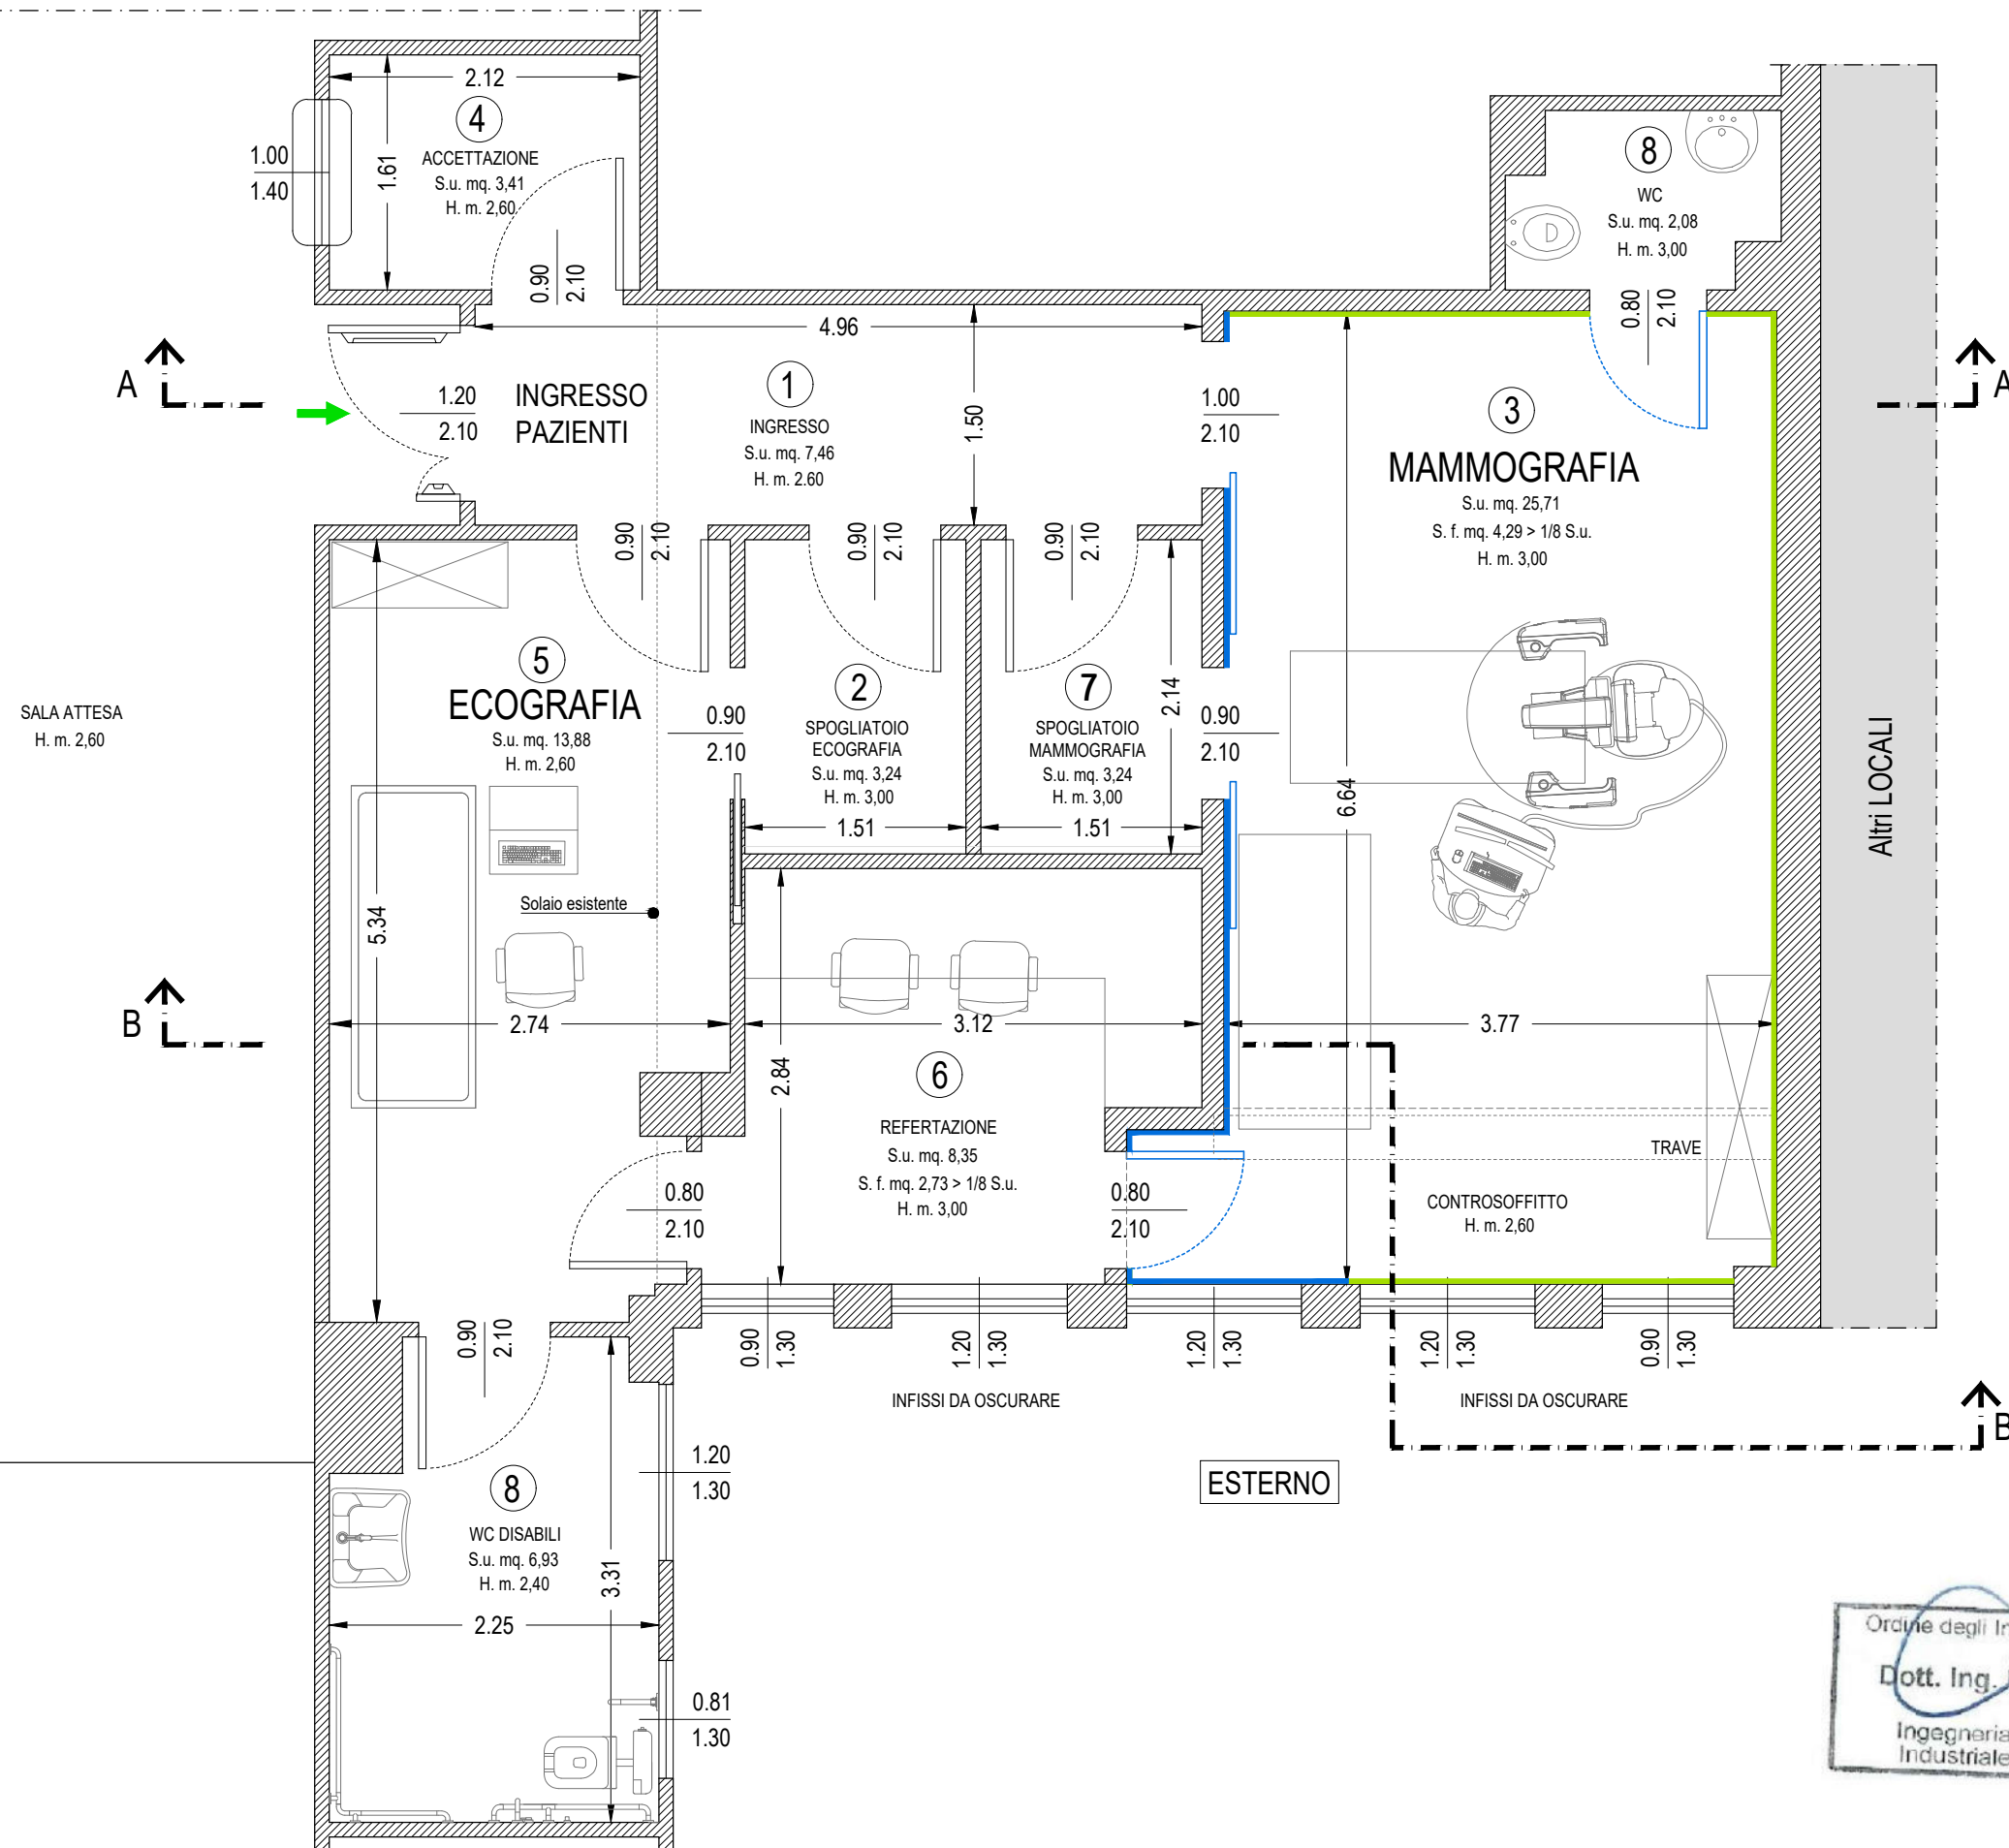 2.12
4
ACCETTAZIONE
S.u. mq. 3,41
H. m. 2,60
1.61
1.00
1.40
0.90
2.10
8
WC
S.u. mq. 2,08
H. m. 3,00
0.80
2.10
A
A
4.96
1.20
2.10
INGRESSO
PAZIENTI
1
INGRESSO
S.u. mq. 7,46
H. m. 2.60
1.50
1.00
2.10
3
MAMMOGRAFIA
S.u. mq. 25,71
S. f. mq. 4,29 > 1/8 S.u.
H. m. 3,00
0.90
2.10
0.90
2.10
0.90
2.10
SALA ATTESA
H. m. 2,60
5
ECOGRAFIA
S.u. mq. 13,88
H. m. 2,60
0.90
2.10
2
SPOGLIATOIO
ECOGRAFIA
S.u. mq. 3,24
H. m. 3,00
1.51
7
SPOGLIATOIO
MAMMOGRAFIA
S.u. mq. 3,24
H. m. 3,00
1.51
2.14
0.90
2.10
6.64
Altri LOCALI
Solaio esistente
5.34
B
2.74
3.12
3.77
2.84
6
REFERTAZIONE
S.u. mq. 8,35
S. f. mq. 2,73 > 1/8 S.u.
H. m. 3,00
0.80
2.10
0.80
2.10
TRAVE
CONTROSOFFITTO
H. m. 2,60
0.90
2.10
0.90
1.30
1.20
1.30
1.20
1.30
1.20
1.30
0.90
1.30
INFISSI DA OSCURARE
INFISSI DA OSCURARE
B
1.20
1.30
ESTERNO
8
WC DISABILI
S.u. mq. 6,93
H. m. 2,40
3.31
2.25
0.81
1.30
Ordine degli
Dott. Ing.
Ingegneria
Industriale